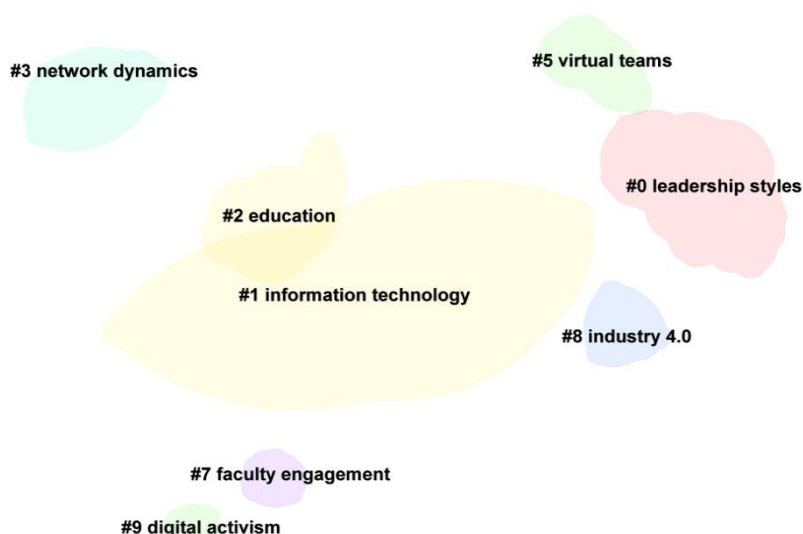 #5 virtual teams
#3 network dynamics
#0 leadership styles
#2 education
#1 information technology
#8 industry 4.0
#7 faculty engagement
#9 digital activism